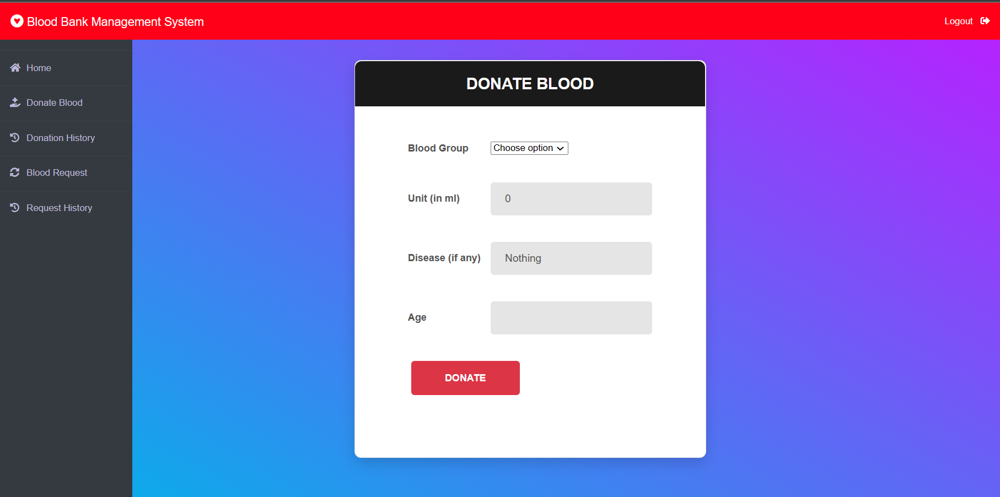 Blood Bank Management System
Logout
Home
Donate Blood
Donation History
Blood Request
Request History
DONATE BLOOD
Blood Group Choose option
Unit (in ml) 0
Disease (if any) Nothing
Age
DONATE